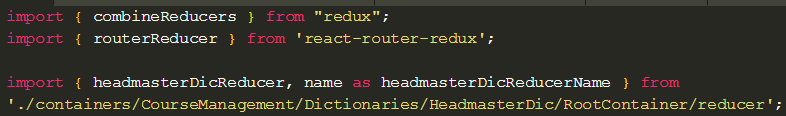 import { combineReducers } from "redux";
import { routerReducer } from 'react-router-redux';
import { headmasterDicReducer, name as headmasterDicReducerName } from
'./containers/CourseManagement/Dictionaries/HeadmasterDic/RootContainer/reducer';